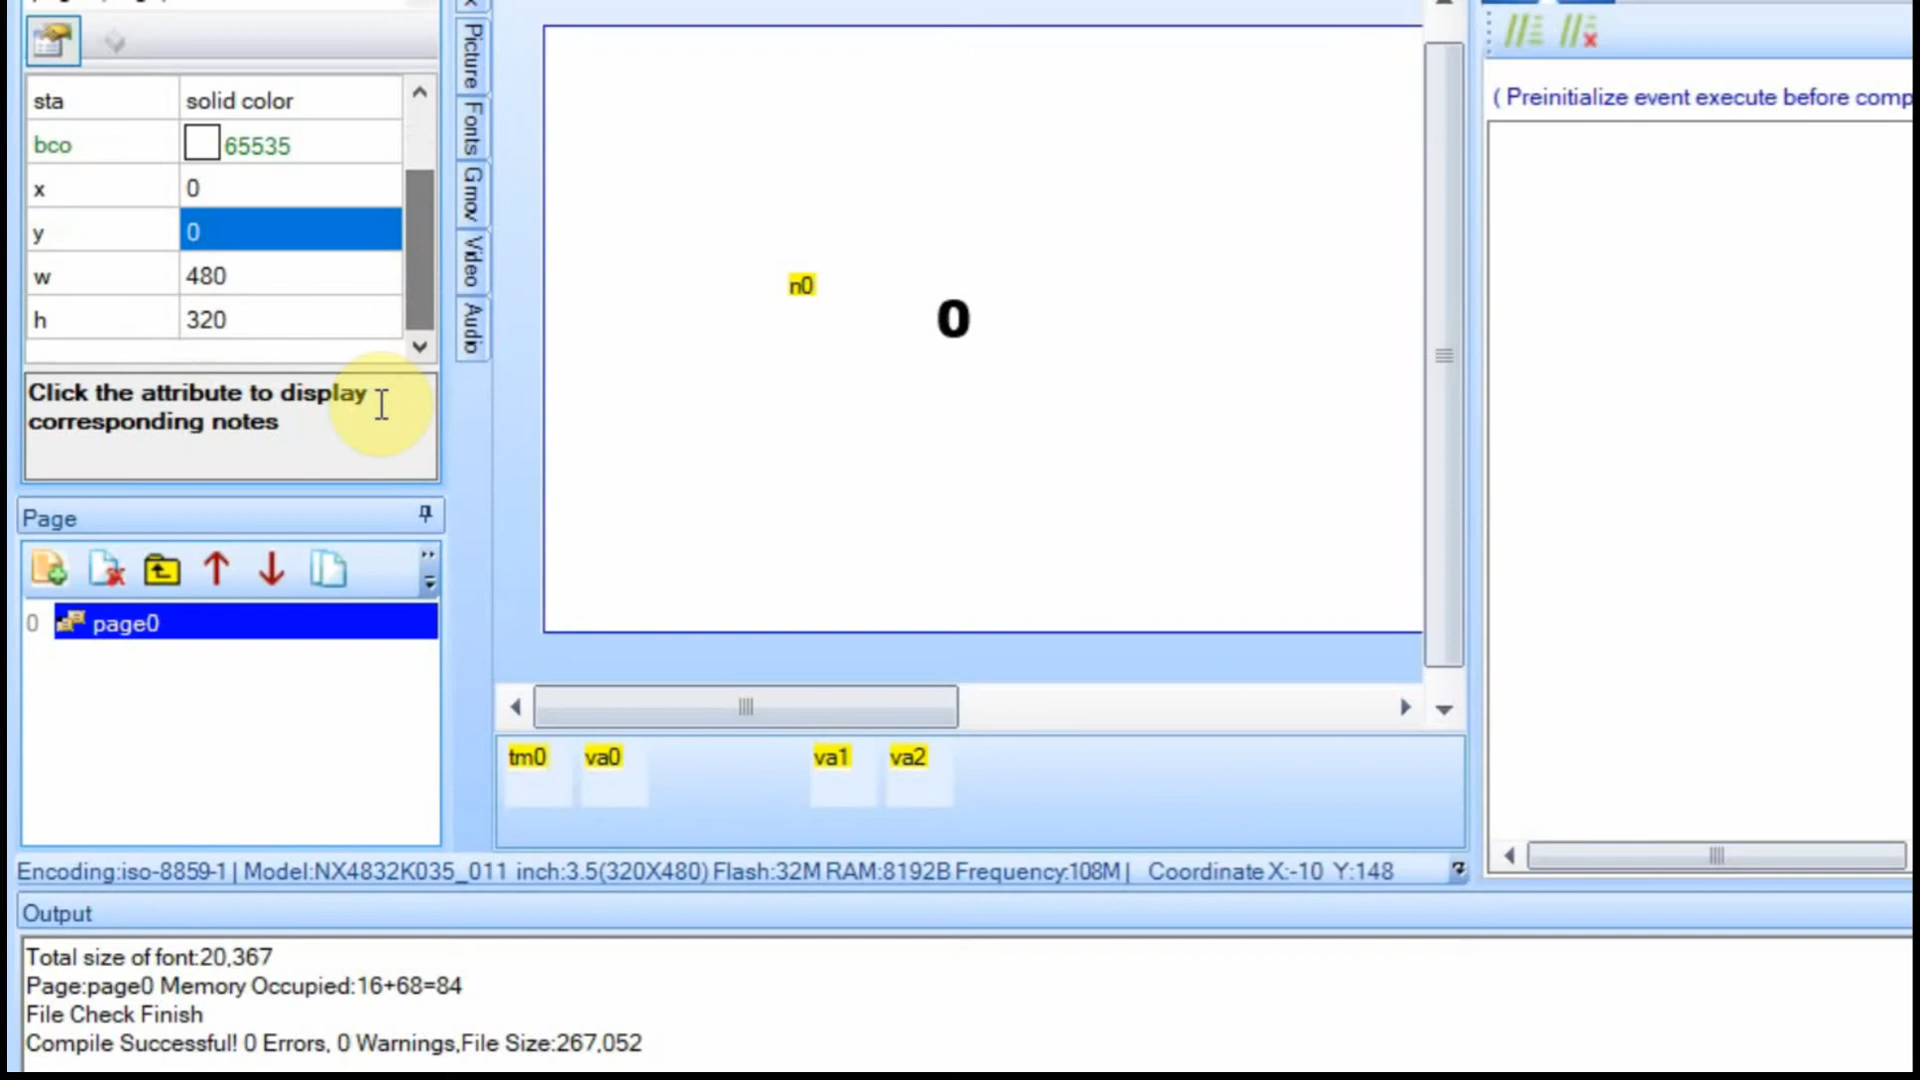 sta solid color
bco 65535
x 0
y 0
w 480
h 320
Click the attribute to display
corresponding notes
Page
0 page0
Picture
Fonts
Gmov
Video
Audio
n0
0
tm0 va0 va1 va2
Encoding:iso-8859-1| Model:NX4832K035_011 inch:3.5(320X480) Flash:32M RAM:8192B Frequency:108M| Coordinate X:-10 Y:148
( Preinitialize event execute before comp
Output
Total size of font:20,367
Page:page0 Memory Occupied:16+68=84
File Check Finish
Compile Successful! 0 Errors, 0 Warnings,File Size:267,052